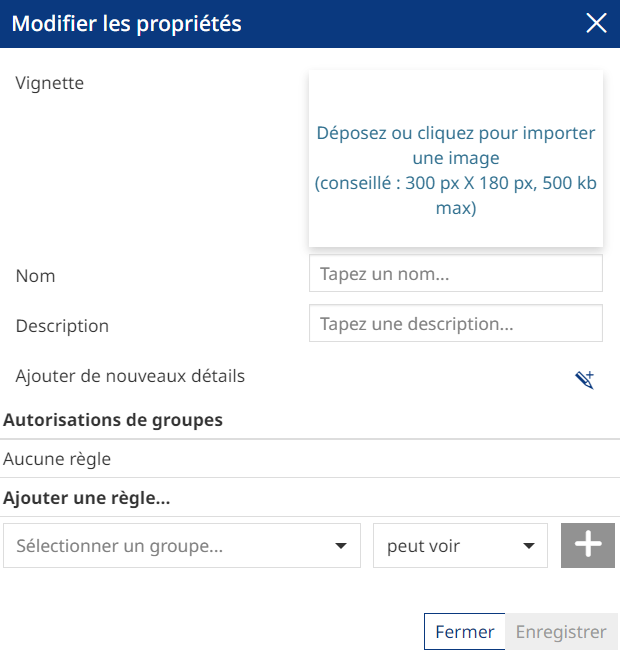 Modifier les propriétés
Vignette
Déposez ou cliquez pour importer
une image
(conseillé : 300 px X 180 px, 500 kb
max)
Nom
Tapez un nom...
Description
Tapez une description...
Ajouter de nouveaux détails
Autorisations de groupes
Aucune règle
Ajouter une règle...
Sélectionner un groupe... peut voir
Fermer Enregistrer